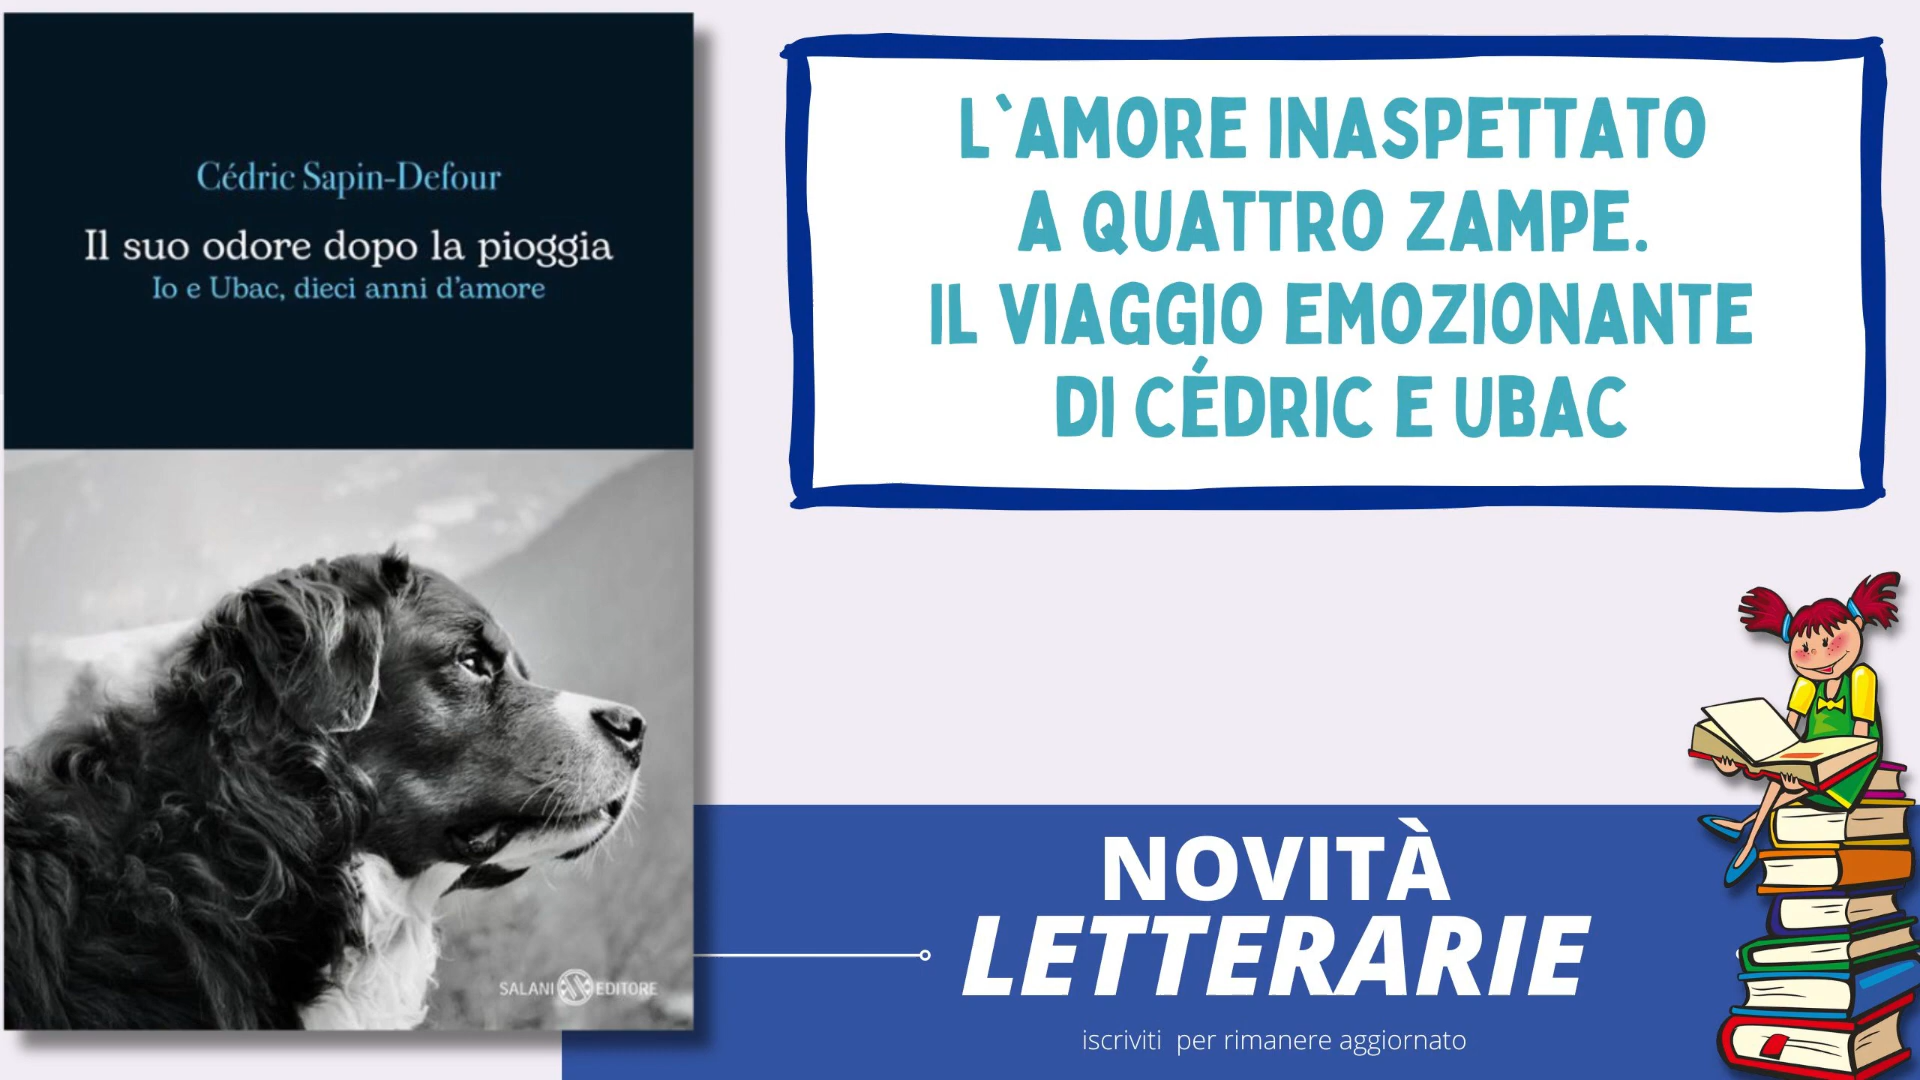 Cédric Sapin-Defour
Il suo odore dopo la pioggia
Io e Ubac, dieci anni d'amore
SALANI EDITORE
L`AMORE INASPETTATO
A QUATTRO ZAMPE.
IL VIAGGIO EMOZIONANTE
DI CÉDRIC E UBAC
NOVITÀ
LETTERARIE
iscriviti per rimanere aggiornato